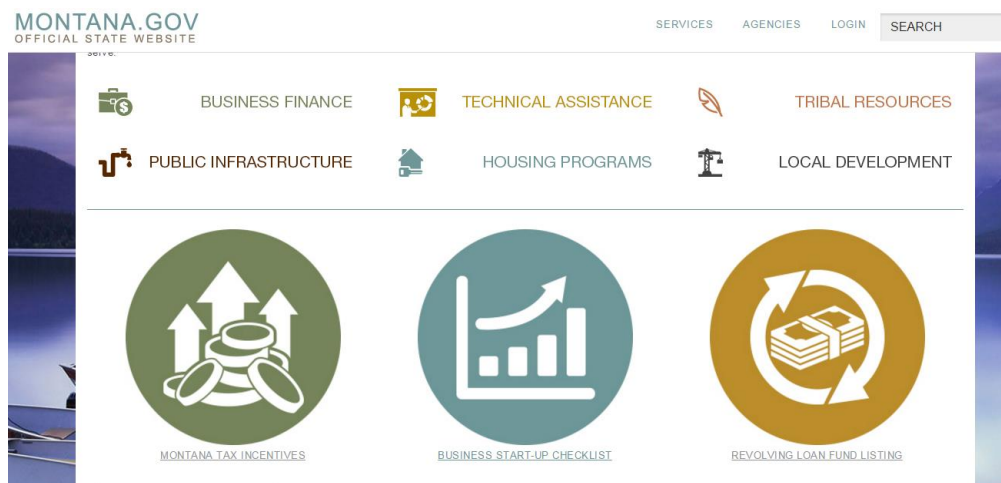 MONTANA.GOV
OFFICIAL STATE WEBSITE
SERVICES AGENCIES LOGIN SEARCH
serve.
BUSINESS FINANCE TECHNICAL ASSISTANCE TRIBAL RESOURCES
PUBLIC INFRASTRUCTURE HOUSING PROGRAMS LOCAL DEVELOPMENT
MONTANA TAX INCENTIVES BUSINESS START-UP CHECKLIST REVOLVING LOAN FUND LISTING